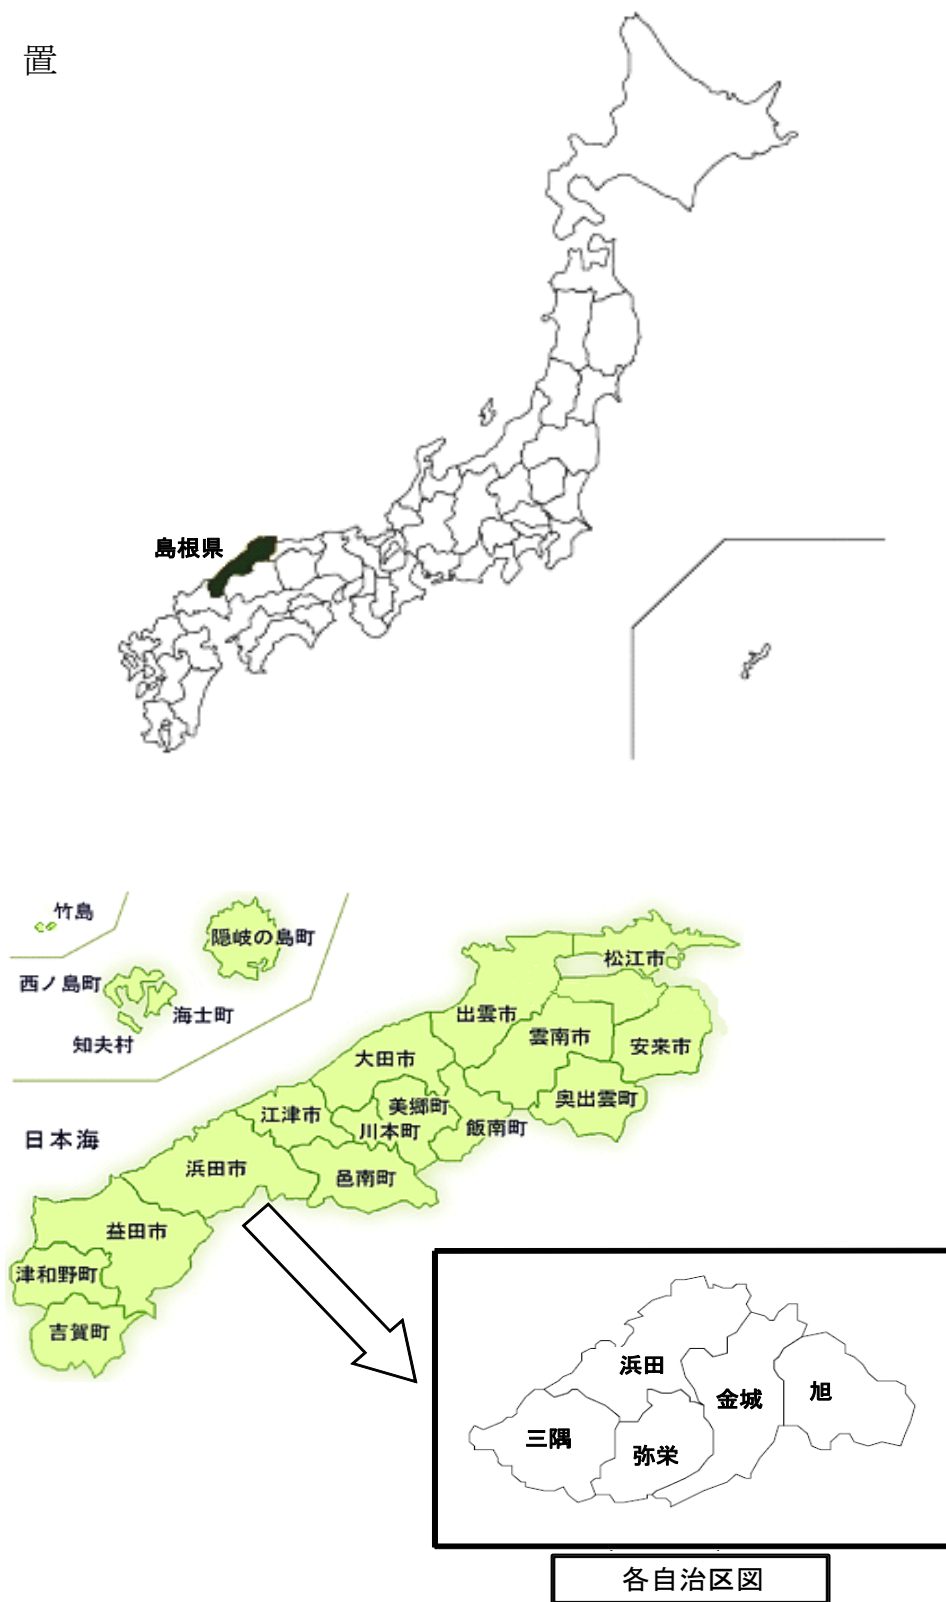 置
島根県
竹島
隠岐の島町
西ノ島町
海士町
知夫村
松江市
出雲市
雲南市
安来市
大田市
奥出雲町
美郷町
江津市
川本町
飯南町
日本海
浜田市
邑南町
益田市
津和野町
吉賀町
浜田
金城
旭
三隅
弥栄
各自治区図